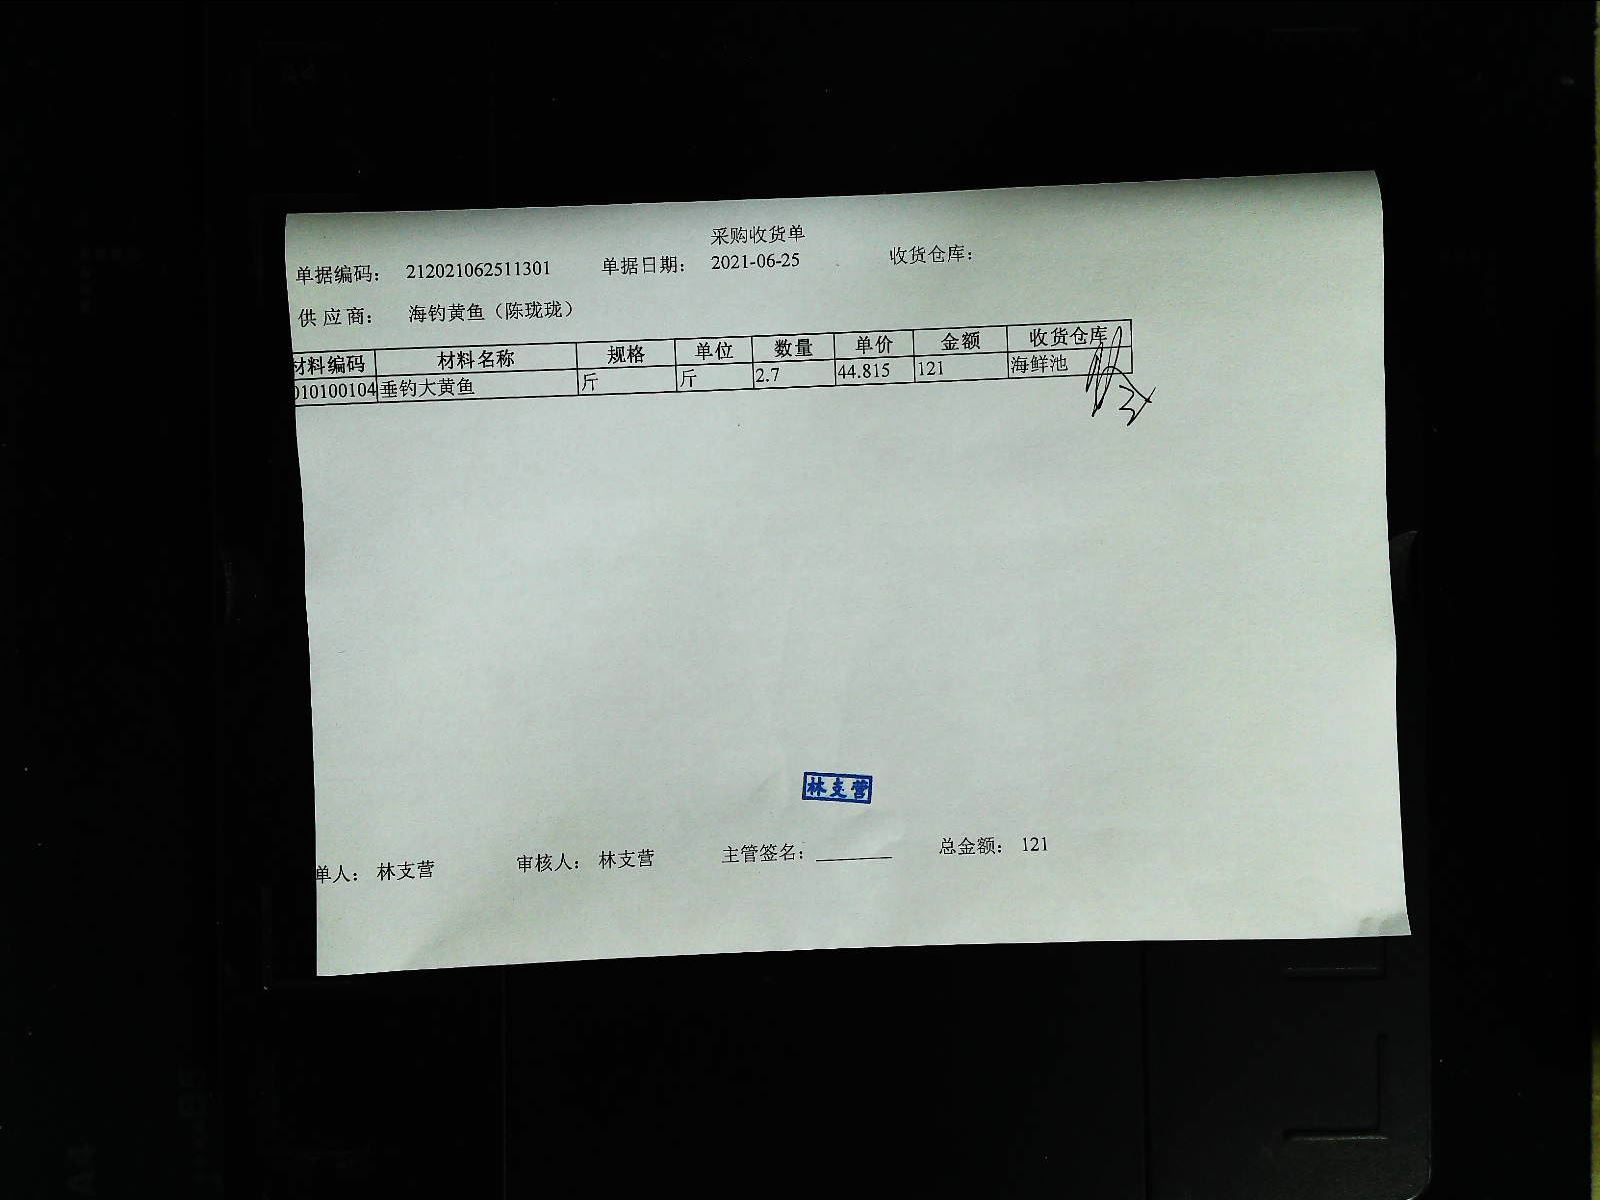 采购收货单
单据编码： 212021062511301 单据日期： 2021-06-25 收货仓库：
供应商： 海钓黄鱼（陈珑珑）
材料编码 材料名称 规格 单位 数量 单价 金额 收货仓库
010100104 垂钓大黄鱼 斤 斤 2.7 44.815 121 海鲜池
林支营
单人： 林支营 审核人： 林支营 主管签名： 总金额： 121